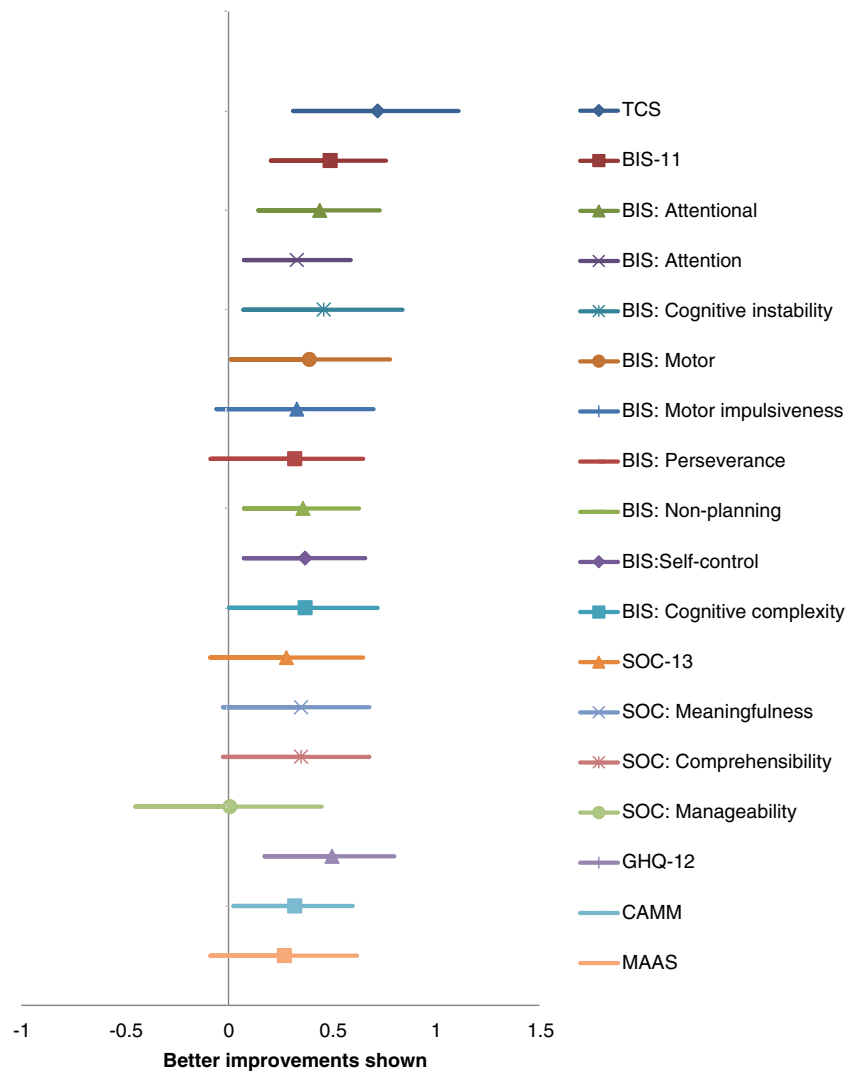 TCS
BIS-11
BIS: Attentional
BIS: Attention
BIS: Cognitive instability
BIS: Motor
BIS: Motor impulsiveness
BIS: Perseverance
BIS: Non-planning
BIS:Self-control
BIS: Cognitive complexity
SOC-13
SOC: Meaningfulness
SOC: Comprehensibility
SOC: Manageability
GHQ-12
CAMM
MAAS
-1 -0.5 0 0.5 1 1.5
Better improvements shown